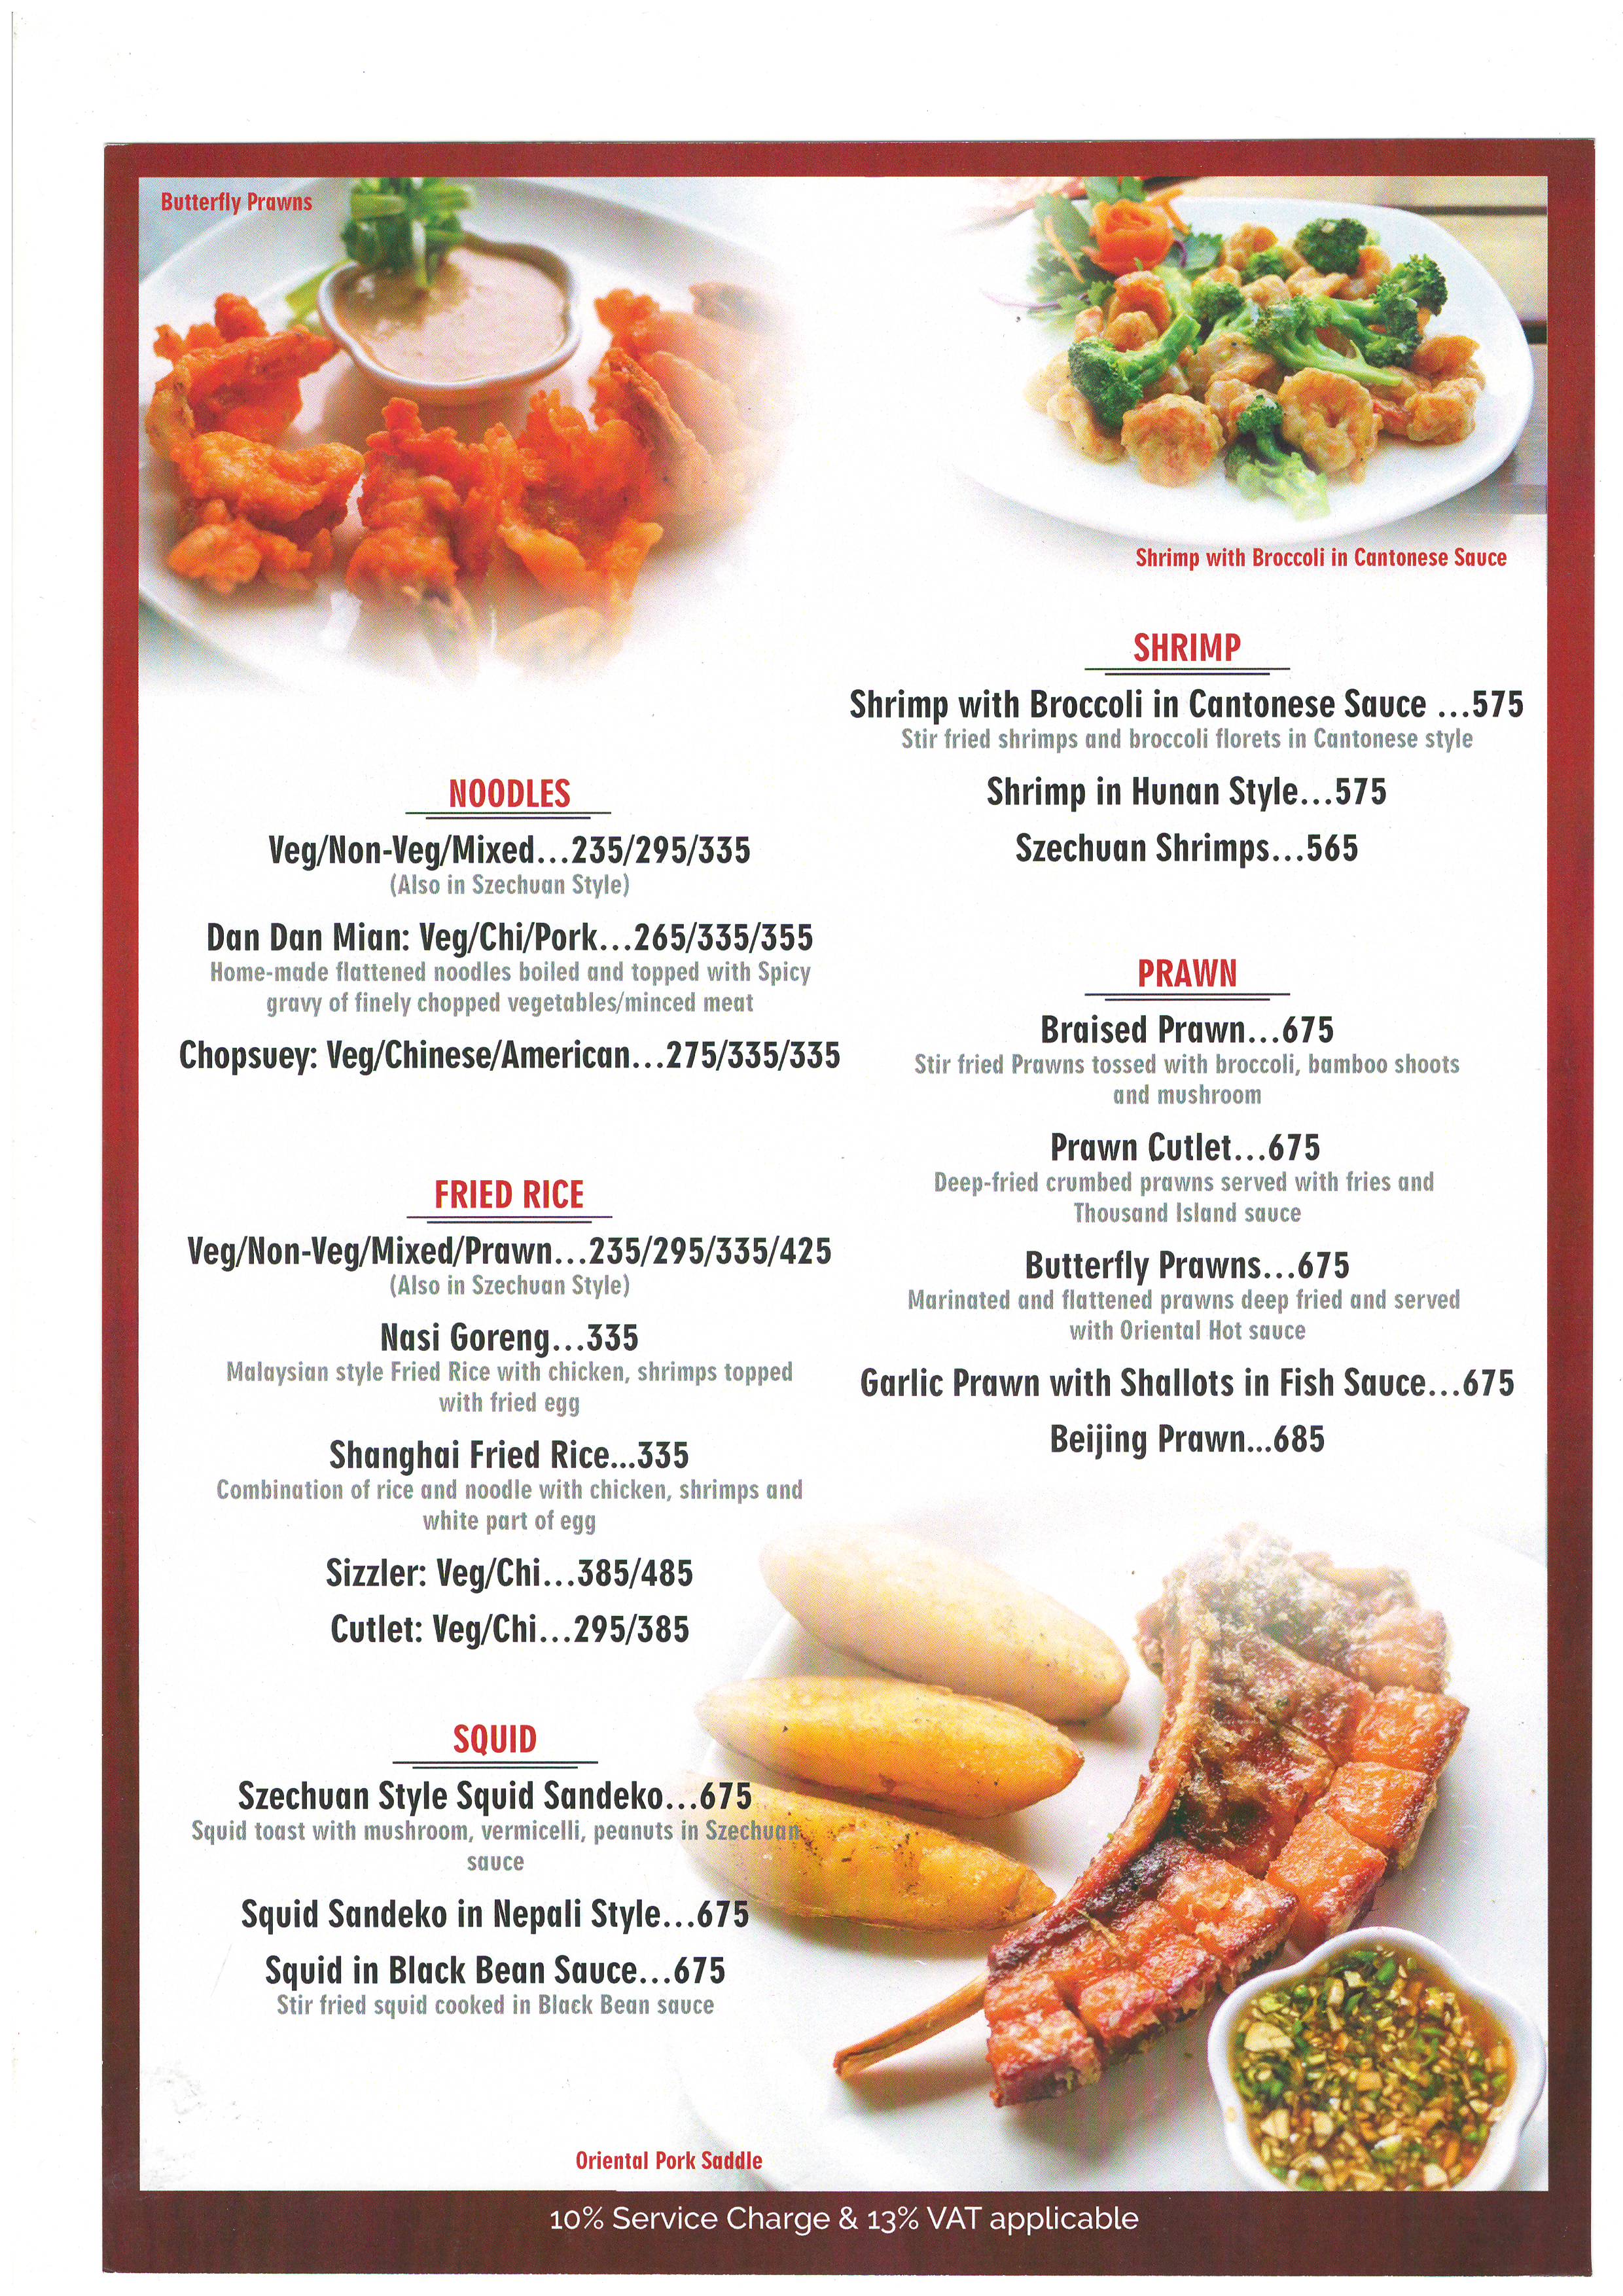 Butterfly Prawns
Shrimp with Broccoli in Cantonese Sauce
NOODLES
Veg/Non-Veg/Mixed...235/295/335
(Also in Szechuan Style)
Dan Dan Mian: Veg/Chi/Pork...265/335/355
Home-made flattened noodles boiled and topped with Spicy
gravy of finely chopped vegetables/minced meat
Chopsuey: Veg/Chinese/American...275/335/335
FRIED RICE
Veg/Non-Veg/Mixed/Prawn...235/295/335/425
(Also in Szechuan Style)
Nasi Goreng...335
Malaysian style Fried Rice with chicken, shrimps topped
with fried egg
Shanghai Fried Rice...335
Combination of rice and noodle with chicken, shrimps and
white part of egg
Sizzler: Veg/Chi...385/485
Cutlet: Veg/Chi...295/385
SQUID
Szechuan Style Squid Sandeko...675
Squid toast with mushroom, vermicelli, peanuts in Szechuan
sauce
Squid Sandeko in Nepali Style...675
Squid in Black Bean Sauce...675
Stir fried squid cooked in Black Bean sauce
SHRIMP
Shrimp with Broccoli in Cantonese Sauce ...575
Stir fried shrimps and broccoli florets in Cantonese style
Shrimp in Hunan Style...575
Szechuan Shrimps...565
PRAWN
Braised Prawn...675
Stir fried Prawns tossed with broccoli, bamboo shoots
and mushroom
Prawn Cutlet...675
Deep-fried crumbed prawns served with fries and
Thousand Island sauce
Butterfly Prawns...675
Marinated and flattened prawns deep fried and served
with Oriental Hot sauce
Garlic Prawn with Shallots in Fish Sauce...675
Beijing Prawn...685
Oriental Pork Saddle
10% Service Charge & 13% VAT applicable